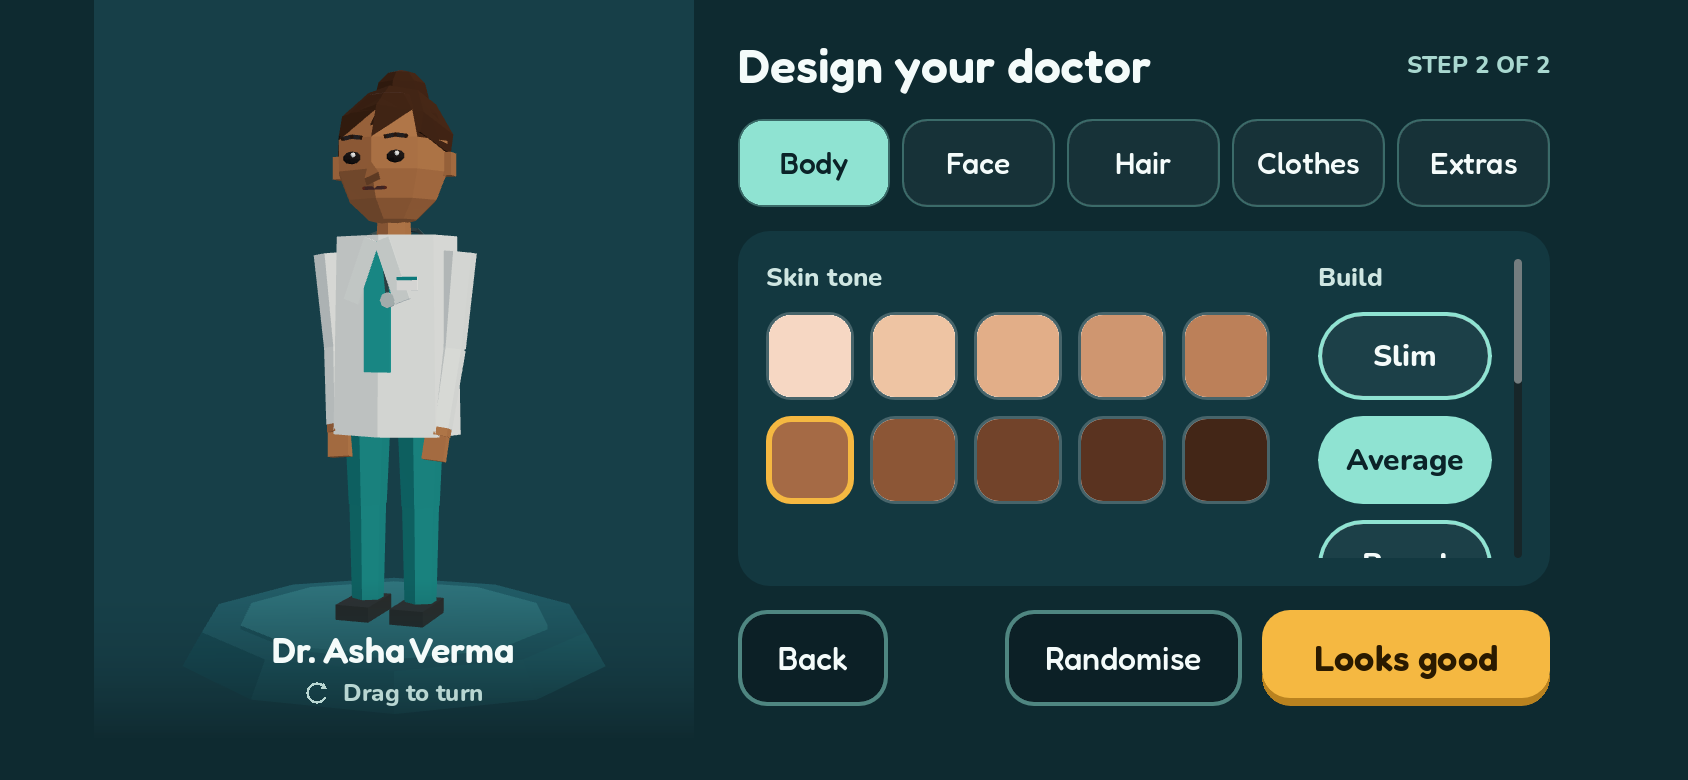 Design your doctor
STEP 2 OF 2
Body
Face
Hair
Clothes
Extras
Skin tone
Build
Slim
Average
Dr. Asha Verma
Drag to turn
Back
Randomise
Looks good